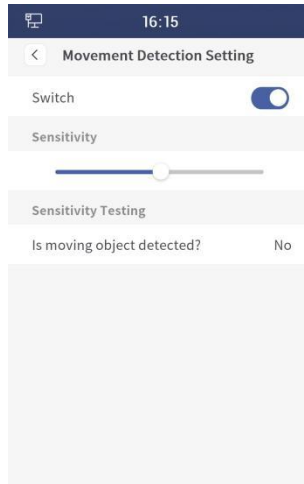 16:15
Movement Detection Setting
Switch
Sensitivity
Sensitivity Testing
Is moving object detected? No